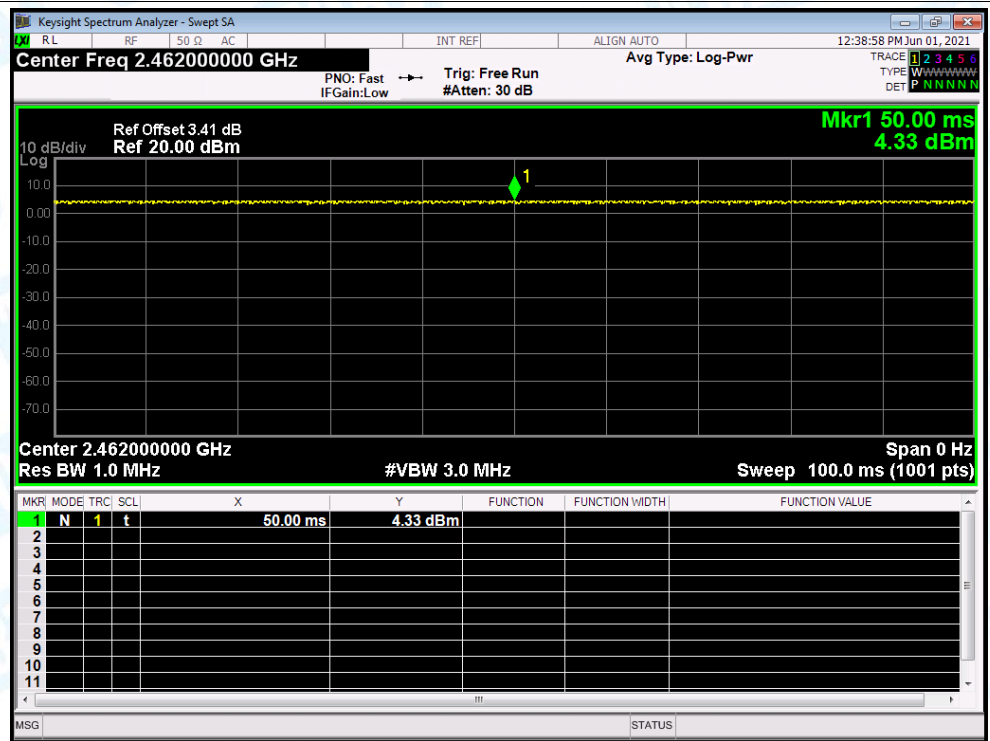 Keysight Spectrum Analyzer - Swept SA
LXI RL RF 50 Ω AC INT REF ALIGN AUTO 12:38:58 PM Jun 01, 2021
Center Freq 2.462000000 GHz Avg Type: Log-Pwr TRACE 1 2 3 4 5 6
PNO: Fast Trig: Free Run TYPE WWWWWW
IFGain:Low #Atten: 30 dB DET P N N N N N
Mkr1 50.00 ms
Ref Offset 3.41 dB
10 dB/div Ref 20.00 dBm 4.33 dBm
Log
1
10.0
0.00
-10.0
-20.0
-30.0
-40.0
-50.0
-60.0
-70.0
Center 2.462000000 GHz Span 0 Hz
Res BW 1.0 MHz #VBW 3.0 MHz Sweep 100.0 ms (1001 pts)
MKR MODE TRC SCL X Y FUNCTION FUNCTION WIDTH FUNCTION VALUE
1 N 1 t 50.00 ms 4.33 dBm
2
3
4
5
6
7
8
9
10
11
MSG STATUS